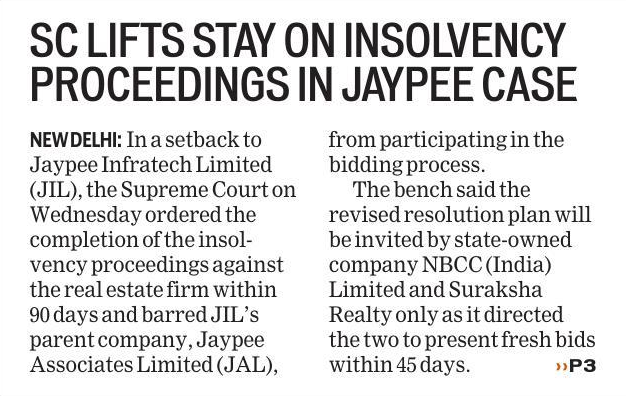 SC LIFTS STAY ON INSOLVENCY
PROCEEDINGS IN JAYPEE CASE
NEW DELHI: In a setback to
Jaypee Infratech Limited
(JIL), the Supreme Court on
Wednesday ordered the
completion of the insol-
vency proceedings against
the real estate firm within
90 days and barred JIL's
parent company, Jaypee
Associates Limited (JAL),
from participating in the
bidding process.
The bench said the
revised resolution plan will
be invited by state-owned
company NBCC (India)
Limited and Suraksha
Realty only as it directed
the two to present fresh bids
within 45 days. ››P3